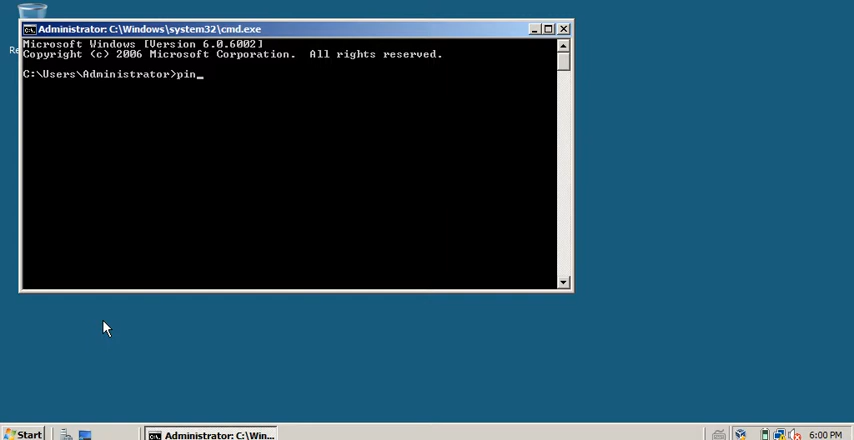 Re
Administrator: C:\Windows\system32\cmd.exe
Microsoft Windows [Version 6.0.6002]
Copyright (c) 2006 Microsoft Corporation.  All rights reserved.
C:\Users\Administrator>pin_
Start
Administrator: C:\Win...
6:00 PM